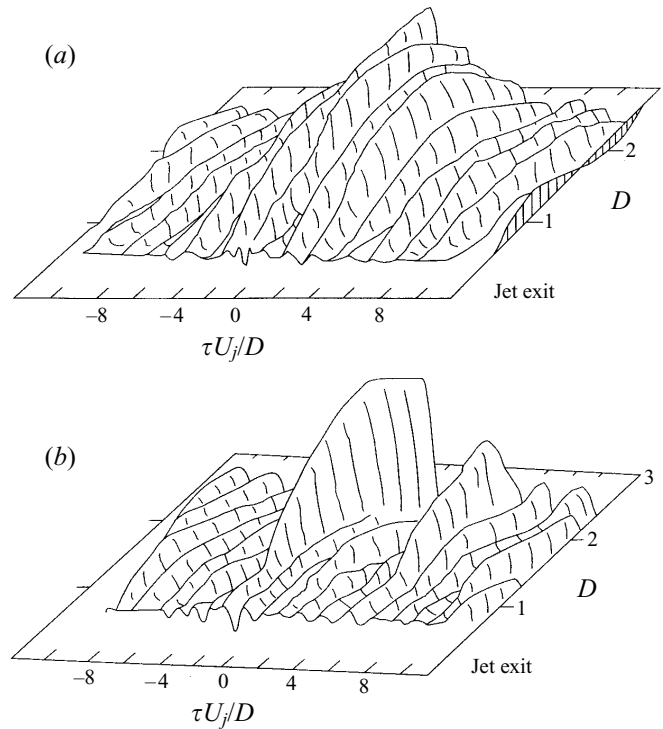 (a)
2
D
1
Jet exit
–8 –4 0 4 8
τU_j/D
(b)
3
2
D
1
Jet exit
–8 –4 0 4 8
τU_j/D